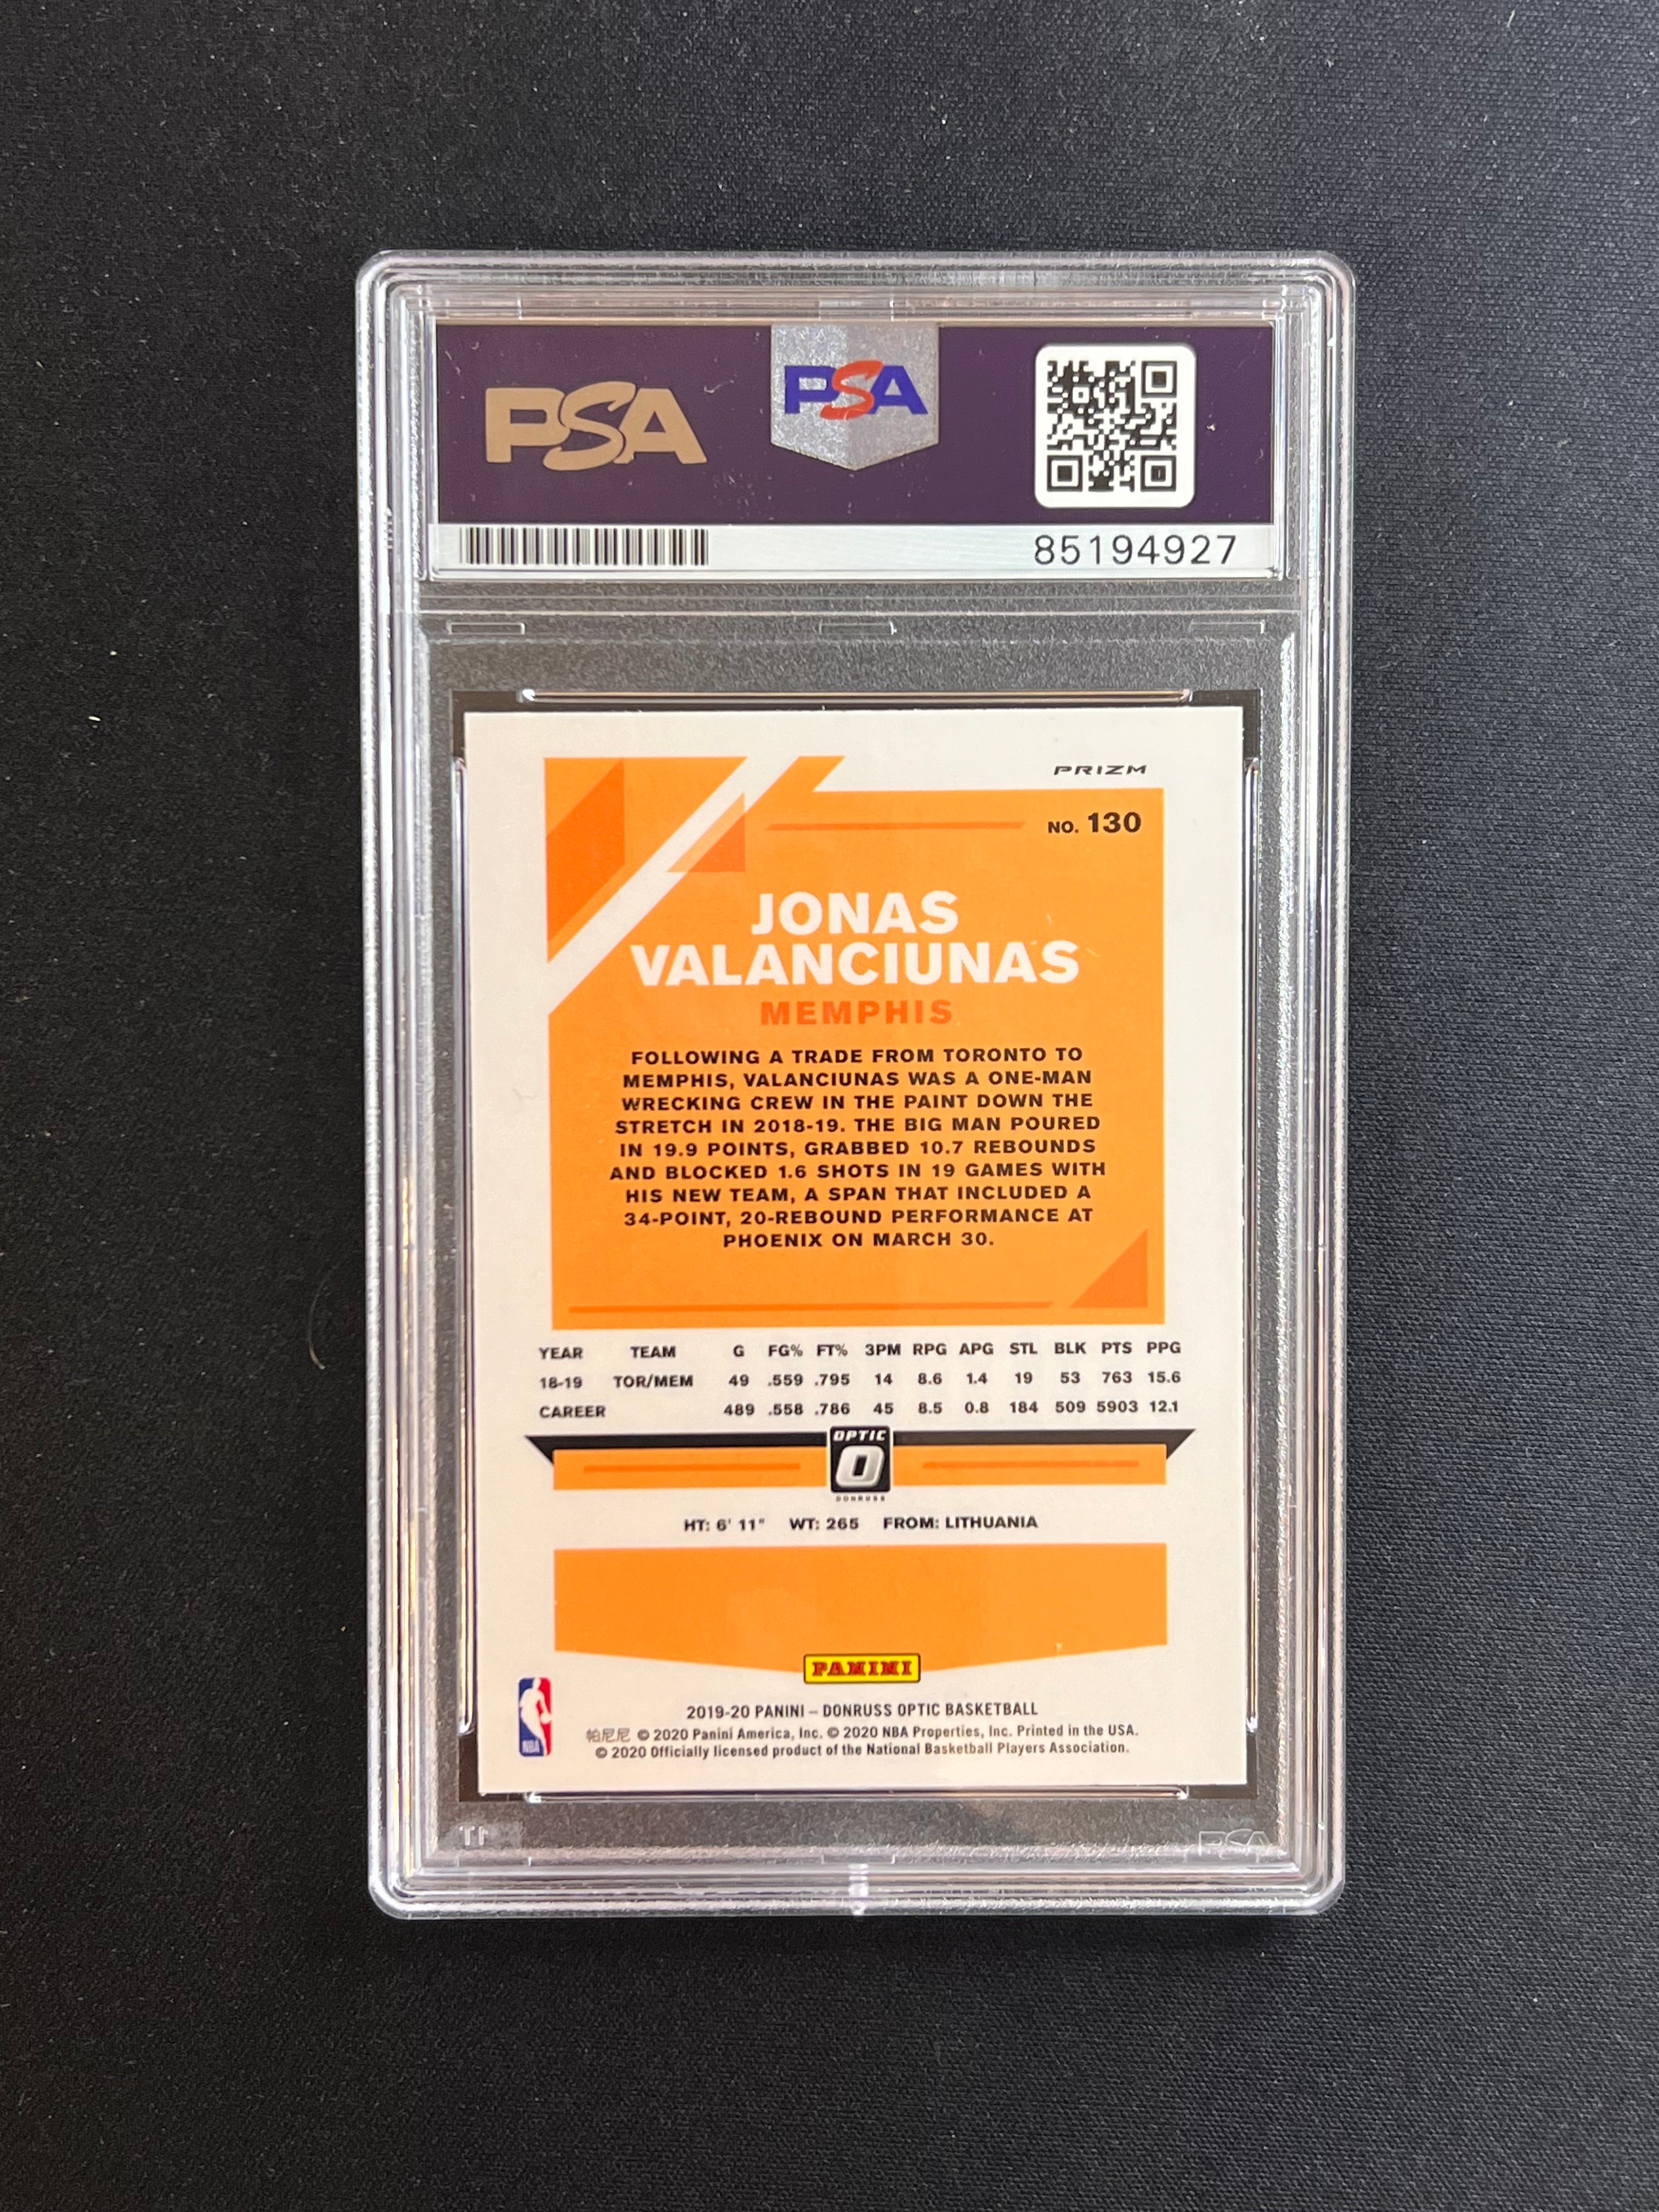 PSA PSA
85194927
PRIZM
NO. 130
JONAS
VALANCIUNAS
MEMPHIS
FOLLOWING A TRADE FROM TORONTO TO
MEMPHIS, VALANCIUNAS WAS A ONE-MAN
WRECKING CREW IN THE PAINT DOWN THE
STRETCH IN 2018-19. THE BIG MAN POURED
IN 19.9 POINTS, GRABBED 10.7 REBOUNDS
AND BLOCKED 1.6 SHOTS IN 19 GAMES WITH
HIS NEW TEAM, A SPAN THAT INCLUDED A
34-POINT, 20-REBOUND PERFORMANCE AT
PHOENIX ON MARCH 30.
YEAR TEAM G FG% FT% 3PM RPG APG STL BLK PTS PPG
18-19 TOR/MEM 49 .559 .795 14 8.6 1.4 19 53 763 15.6
CAREER 489 .558 .786 45 8.5 0.8 184 509 5903 12.1
OPTIC
O
DONRUSS
HT: 6' 11" WT: 265 FROM: LITHUANIA
PANINI
NBA
2019-20 PANINI – DONRUSS OPTIC BASKETBALL
帕尼尼 © 2020 Panini America, Inc. © 2020 NBA Properties, Inc. Printed in the USA.
© 2020 Officially licensed product of the National Basketball Players Association.
PSA